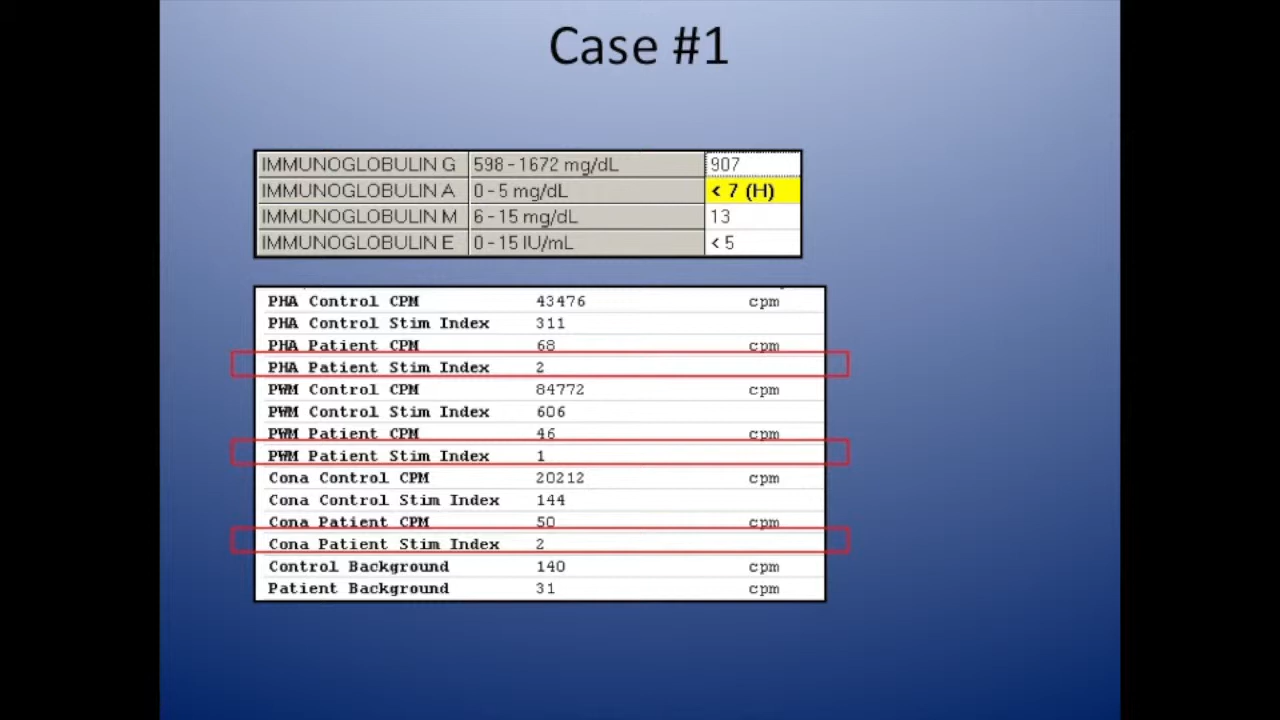 Case #1
IMMUNOGLOBULIN G 598 - 1672 mg/dL 907
IMMUNOGLOBULIN A 0 - 5 mg/dL < 7 (H)
IMMUNOGLOBULIN M 6 - 15 mg/dL 13
IMMUNOGLOBULIN E 0 - 15 IU/mL < 5
PHA Control CPM 43476 cpm
PHA Control Stim Index 311
PHA Patient CPM 68 cpm
PHA Patient Stim Index 2
PWM Control CPM 84772 cpm
PWM Control Stim Index 606
PWM Patient CPM 46 cpm
PWM Patient Stim Index 1
Cona Control CPM 20212 cpm
Cona Control Stim Index 144
Cona Patient CPM 50 cpm
Cona Patient Stim Index 2
Control Background 140 cpm
Patient Background 31 cpm